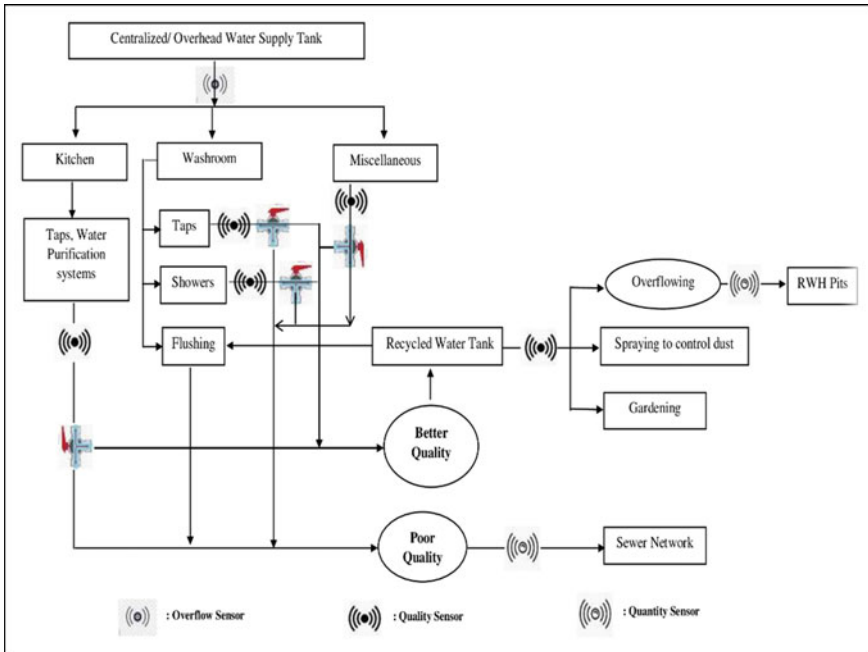 Centralized/ Overhead Water Supply Tank
Kitchen
Washroom
Miscellaneous
Taps, Water
Purification
systems
Taps
Showers
Flushing
Recycled Water Tank
Overflowing
RWH Pits
Spraying to control dust
Gardening
Better
Quality
Poor
Quality
Sewer Network
: Overflow Sensor
: Quality Sensor
: Quantity Sensor